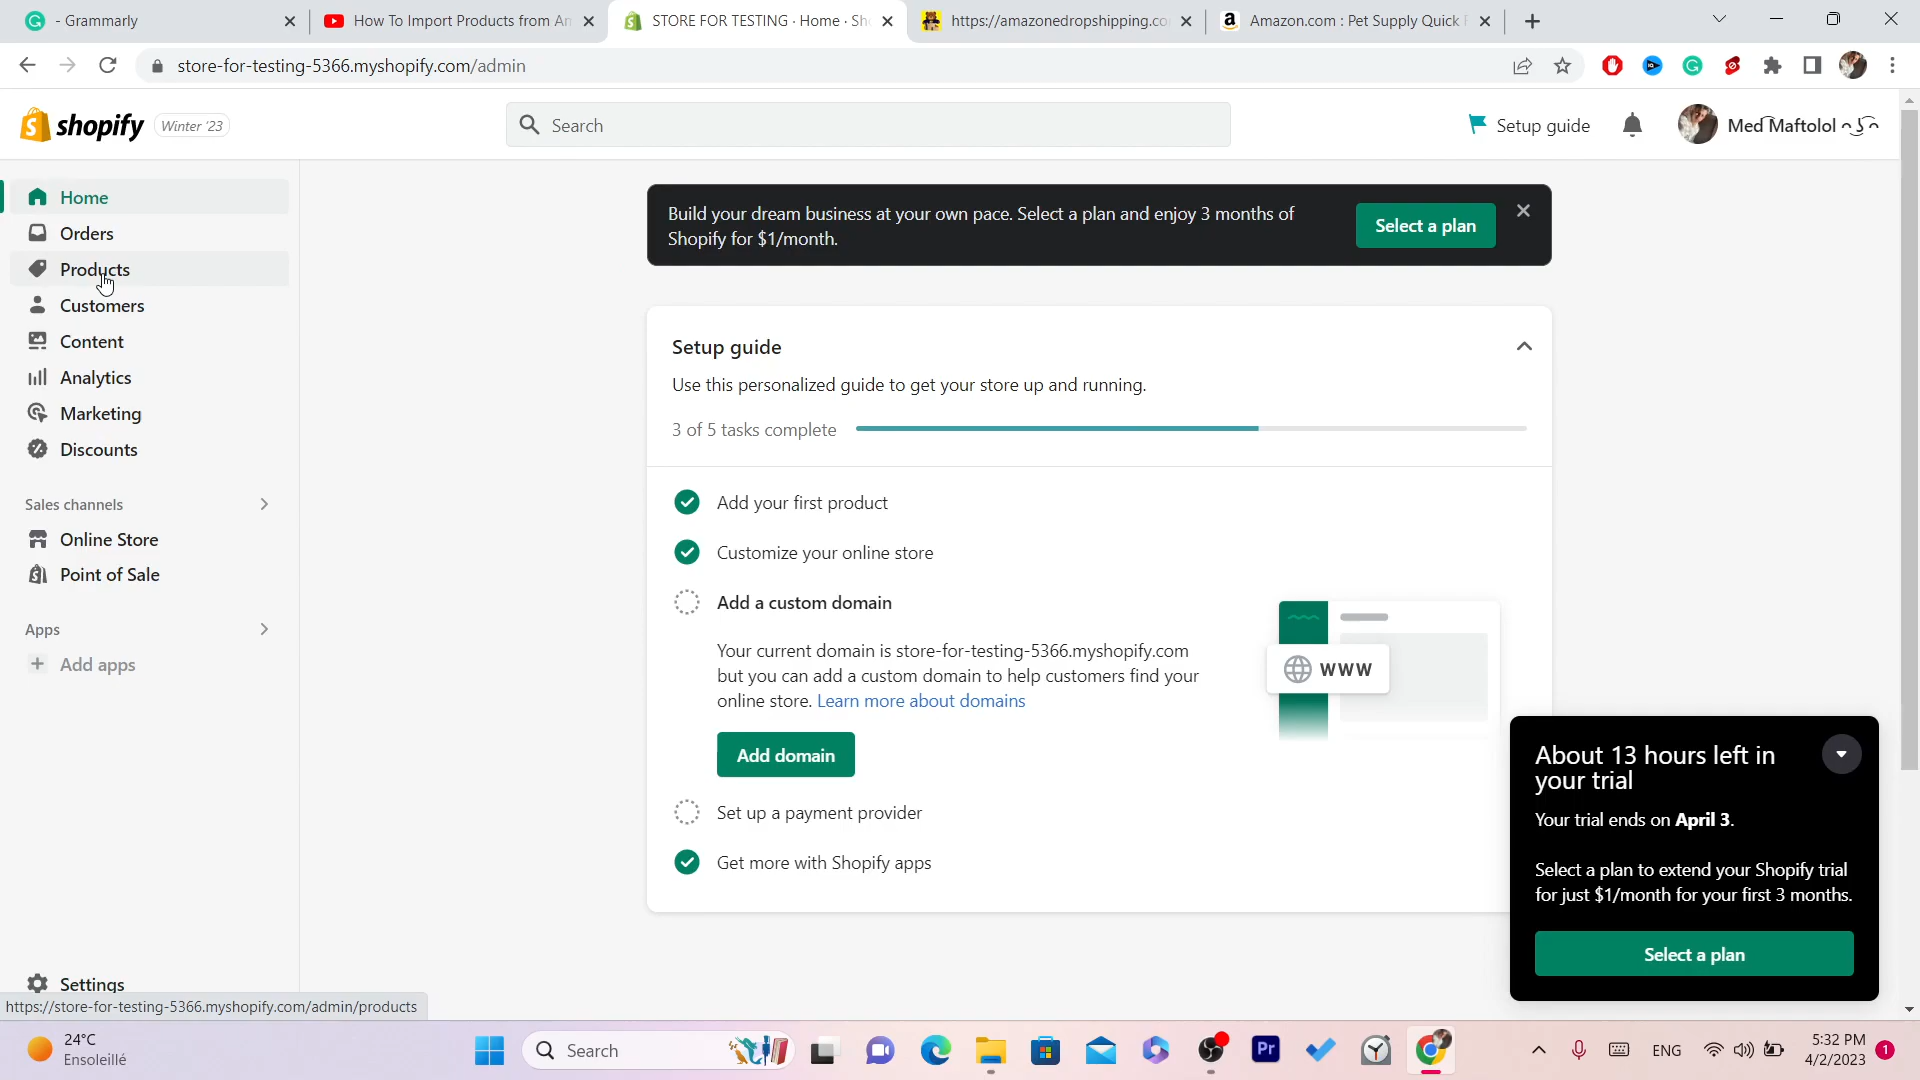 - Grammarly
How To Import Products from An
STORE FOR TESTING · Home · Sh
https://amazonedropshipping.co
Amazon.com : Pet Supply Quick
store-for-testing-5366.myshopify.com/admin
shopify
Winter '23
Search
Setup guide
Med Maftolol
Home
Orders
Products
Customers
Content
Analytics
Marketing
Discounts
Sales channels
Online Store
Point of Sale
Apps
Add apps
Settings
https://store-for-testing-5366.myshopify.com/admin/products
Build your dream business at your own pace. Select a plan and enjoy 3 months of
Shopify for $1/month.
Select a plan
Setup guide
Use this personalized guide to get your store up and running.
3 of 5 tasks complete
Add your first product
Customize your online store
Add a custom domain
Your current domain is store-for-testing-5366.myshopify.com
but you can add a custom domain to help customers find your
online store. Learn more about domains
www
Add domain
Set up a payment provider
Get more with Shopify apps
About 13 hours left in
your trial
Your trial ends on April 3.
Select a plan to extend your Shopify trial
for just $1/month for your first 3 months.
Select a plan
24°C
Ensoleillé
Search
Pr
ENG
5:32 PM
4/2/2023
1